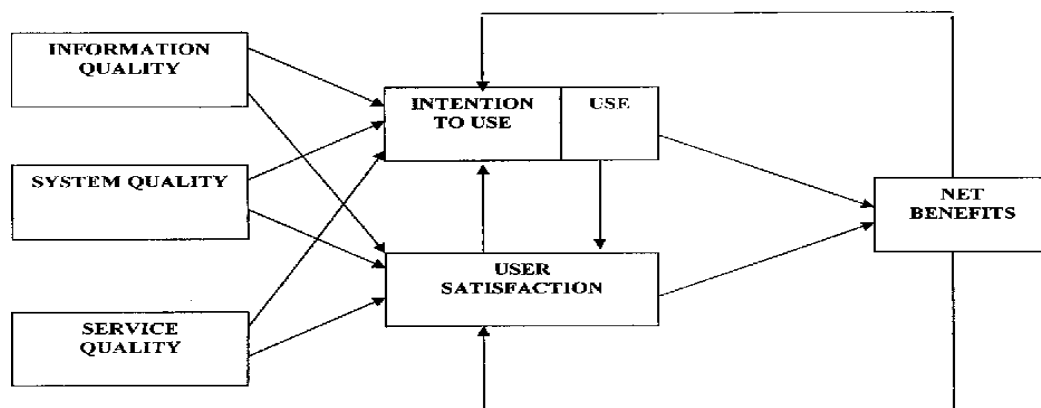 INFORMATION
QUALITY
INTENTION
TO USE
USE
SYSTEM QUALITY
NET
BENEFITS
USER
SATISFACTION
SERVICE
QUALITY